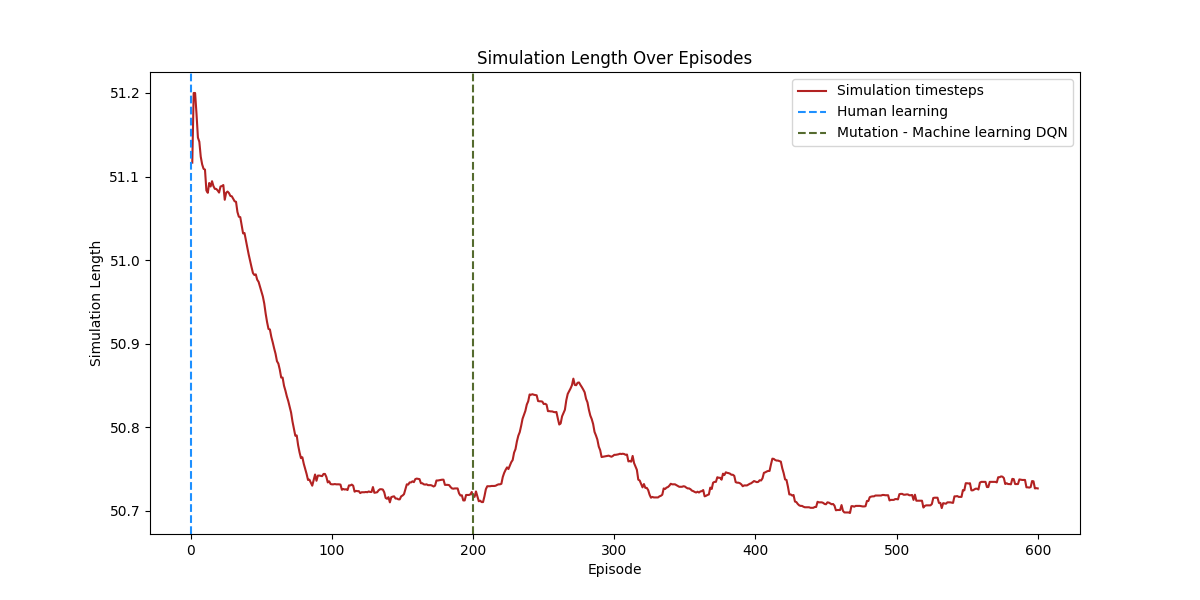 Simulation Length Over Episodes
Simulation Length
51.2
51.1
51.0
50.9
50.8
50.7
Simulation timesteps
Human learning
Mutation - Machine learning DQN
0 100 200 300 400 500 600
Episode